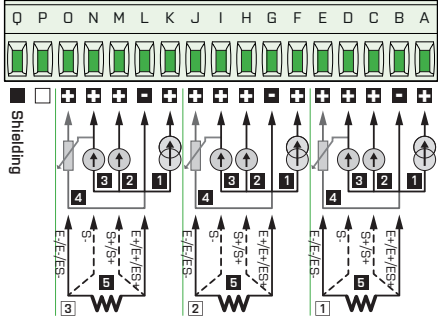 Q P O N M L K J I H G F E D C B A
+ + + - + + + + - + + + + - +
Shielding
3 2 1 3 2 1 3 2 1
4 4 4
E-/E-/ES- S- S+/S+ E+/E+/ES+ E-/E-/ES- S- S+/S+ E+/E+/ES+ E-/E-/ES- S- S+/S+ E+/E+/ES+
5 5 5
3 2 1